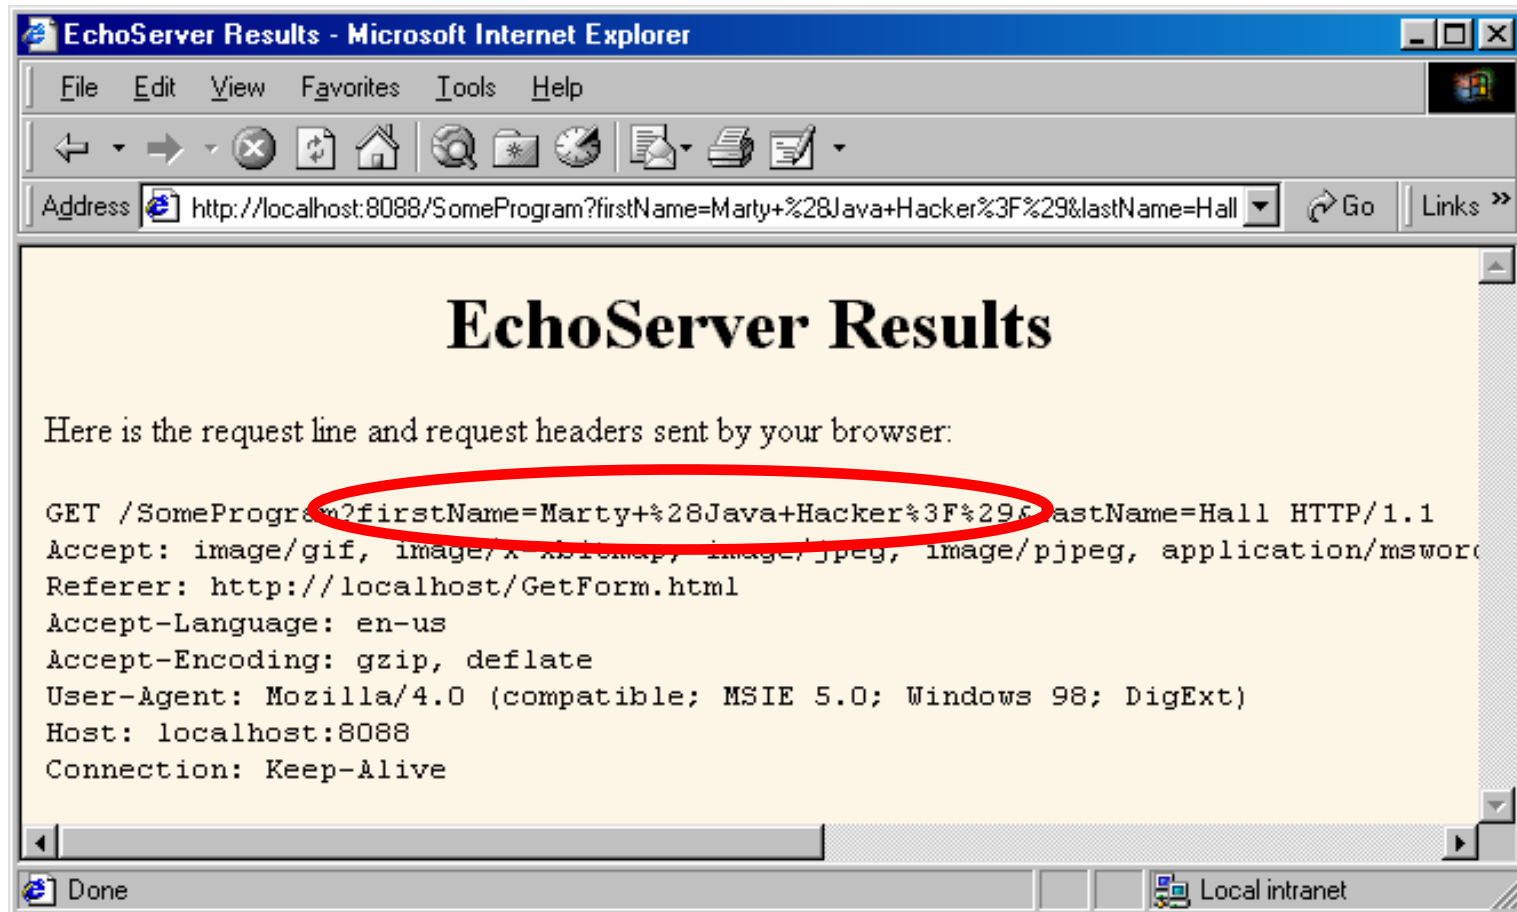 EchoServer Results - Microsoft Internet Explorer
File Edit View Favorites Tools Help
Address http://localhost:8088/SomeProgram?firstName=Marty+%28Java+Hacker%3F%29&lastName=Hall Go Links »
EchoServer Results
Here is the request line and request headers sent by your browser:
GET /SomeProgram?firstName=Marty+%28Java+Hacker%3F%29&lastName=Hall HTTP/1.1
Accept: image/gif, image/x-xbitmap, image/jpeg, image/pjpeg, application/msword
Referer: http://localhost/GetForm.html
Accept-Language: en-us
Accept-Encoding: gzip, deflate
User-Agent: Mozilla/4.0 (compatible; MSIE 5.0; Windows 98; DigExt)
Host: localhost:8088
Connection: Keep-Alive
Done Local intranet